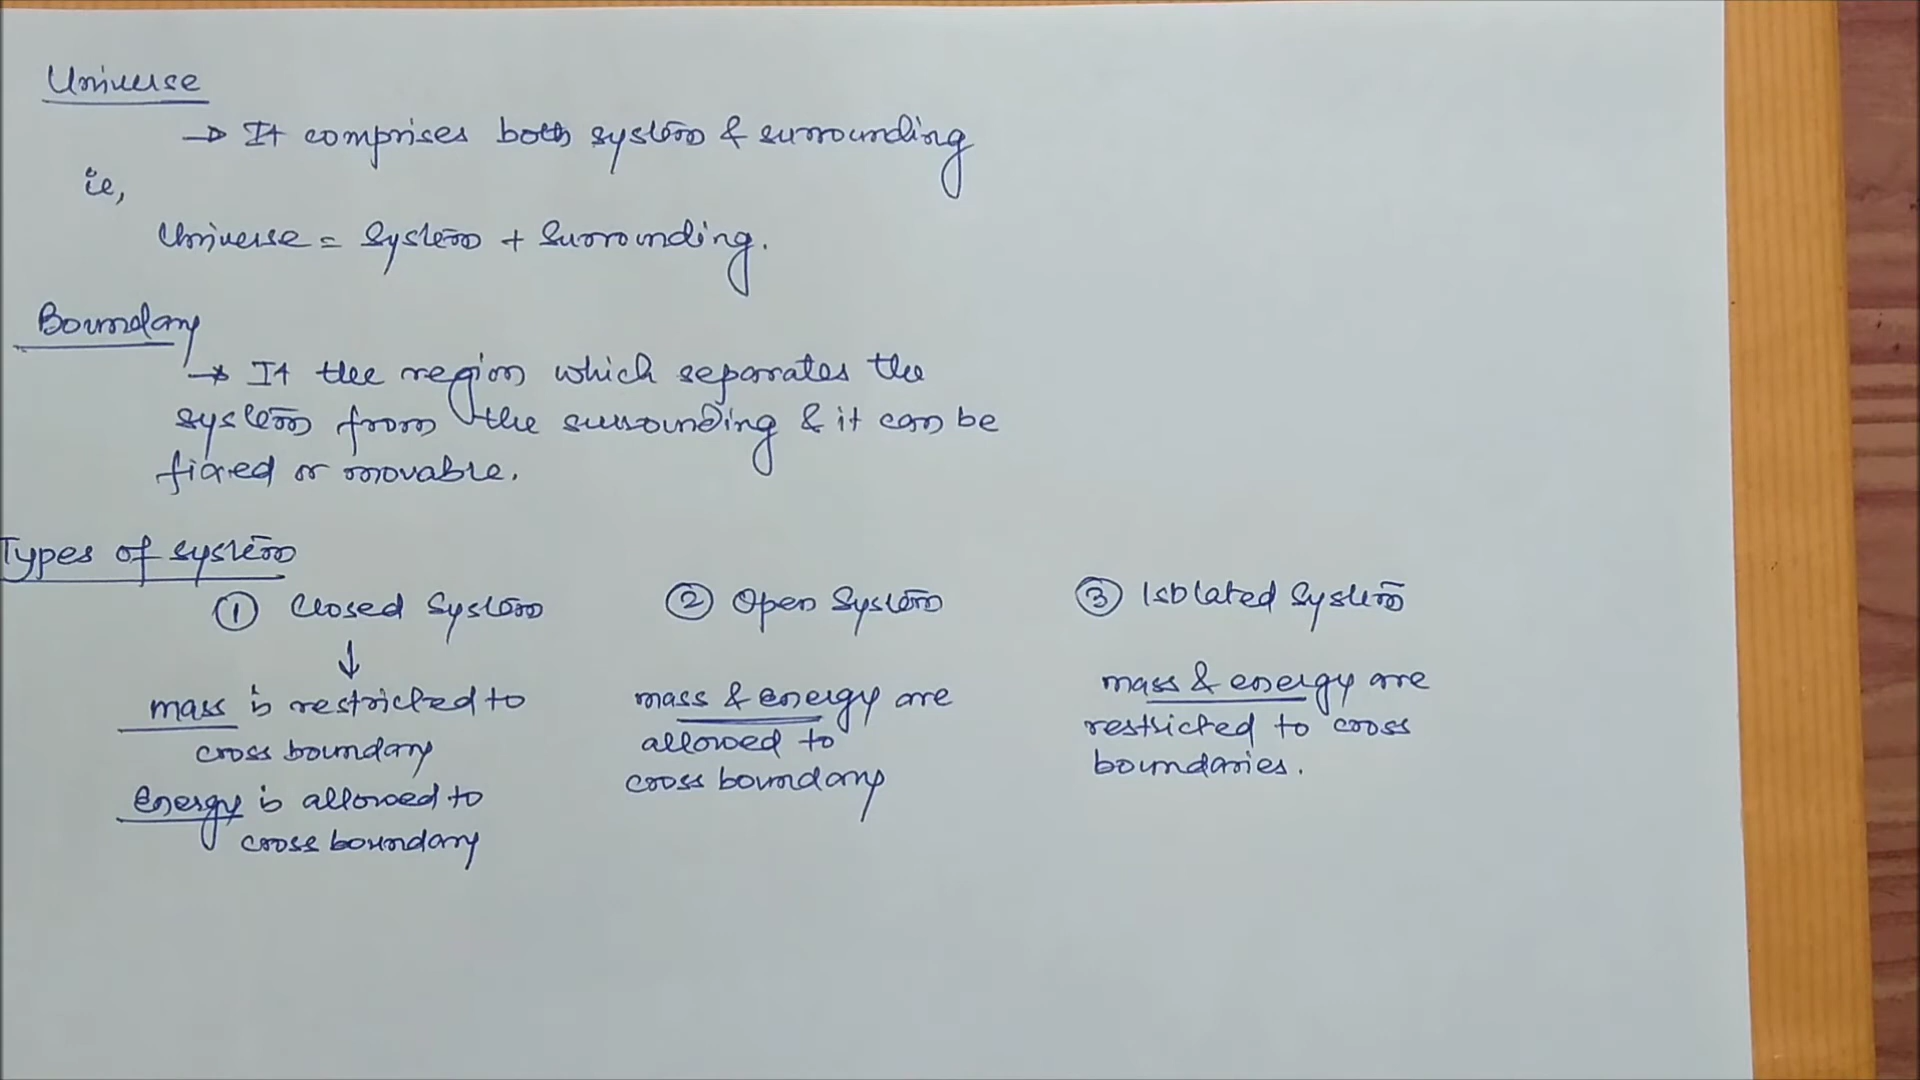 Universe
→ It comprises both system & surrounding
ie,
Universe = System + Surrounding.
Boundary
→ It the region which separates the
system from the surrounding & it can be
fixed or movable.
Types of system
① Closed System
↓
mass is restricted to
cross boundary
Energy is allowed to
cross boundary
② Open System
mass & energy are
allowed to
cross boundary
③ Isolated System
mass & energy are
restricted to cross
boundaries.